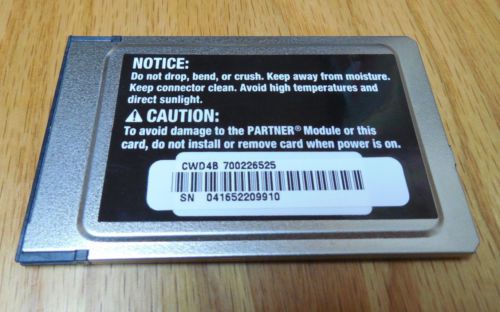 NOTICE:
Do not drop, bend, or crush. Keep away from moisture.
Keep connector clean. Avoid high temperatures and
direct sunlight.
⚠ CAUTION:
To avoid damage to the PARTNER® Module or this
card, do not install or remove card when power is on.
CWD4B 700226525
SN 041652209910